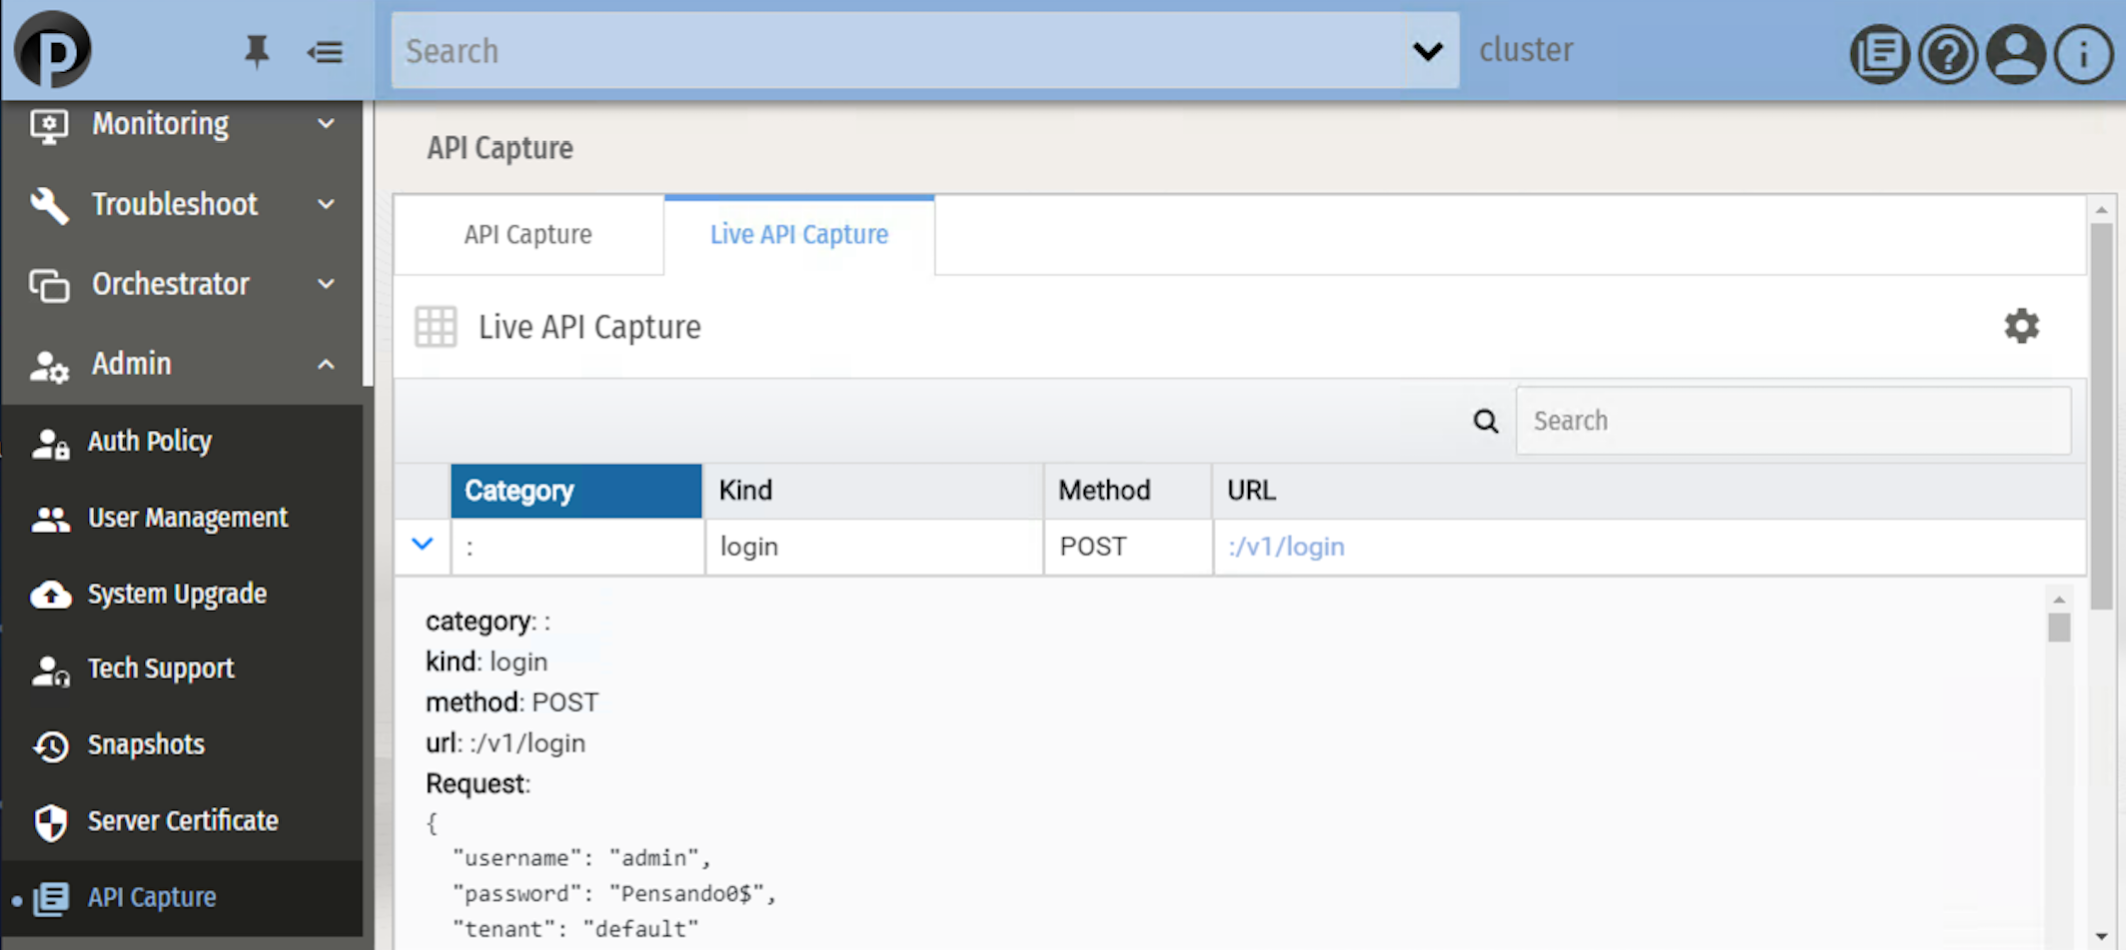 Search
cluster
Monitoring
Troubleshoot
Orchestrator
Admin
Auth Policy
User Management
System Upgrade
Tech Support
Snapshots
Server Certificate
API Capture
API Capture
API Capture
Live API Capture
Live API Capture
Search
Category Kind Method URL
: login POST :/v1/login
category: :
kind: login
method: POST
url: :/v1/login
Request:
{
"username": "admin",
"password": "Pensando0$",
"tenant": "default"